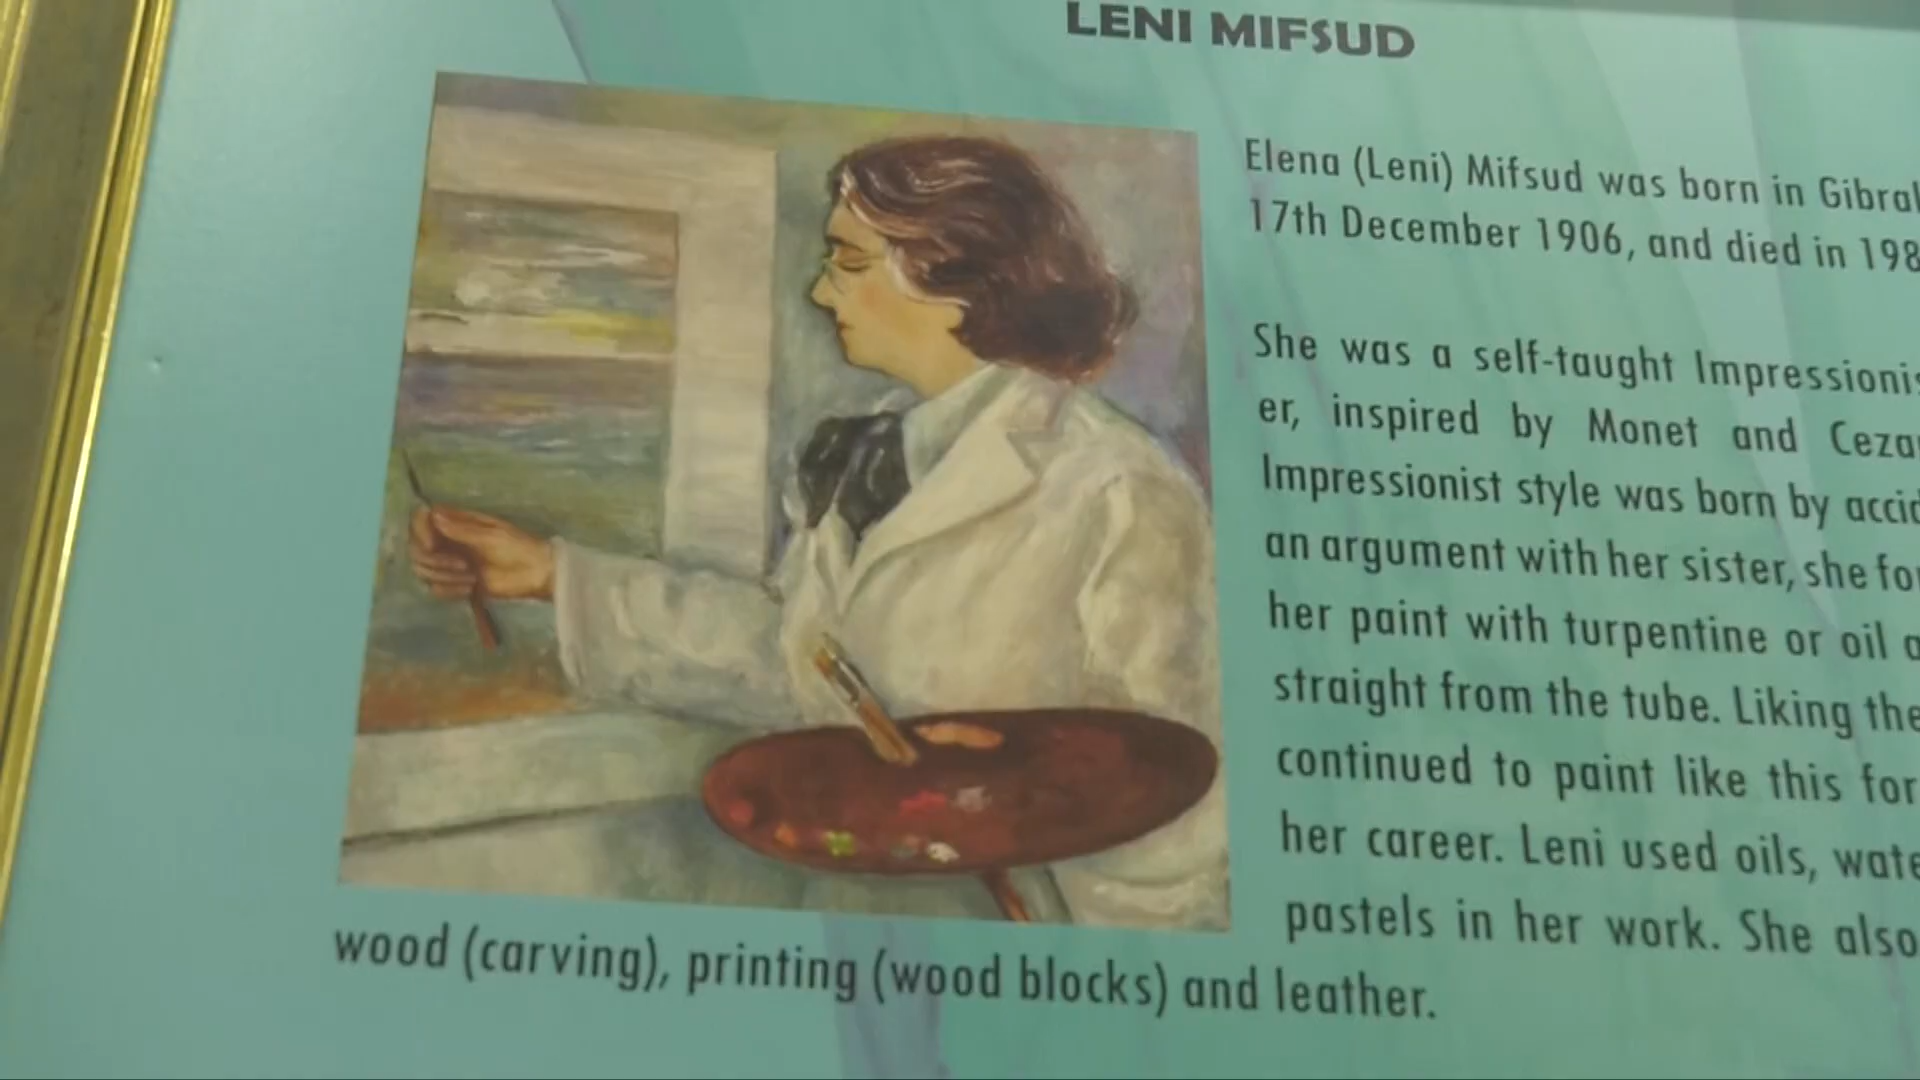 LENI MIFSUD
Elena (Leni) Mifsud was born in
17th December 1906, and died in
She was a self-taught
er, inspired by Monet and
Impressionist style was born by
an argument with her sister, she
her paint with turpentine or oil
straight from the tube. Liking the
continued to paint like this for
her career. Leni used oils,
pastels in her work. She also
wood (carving), printing (wood blocks) and leather.